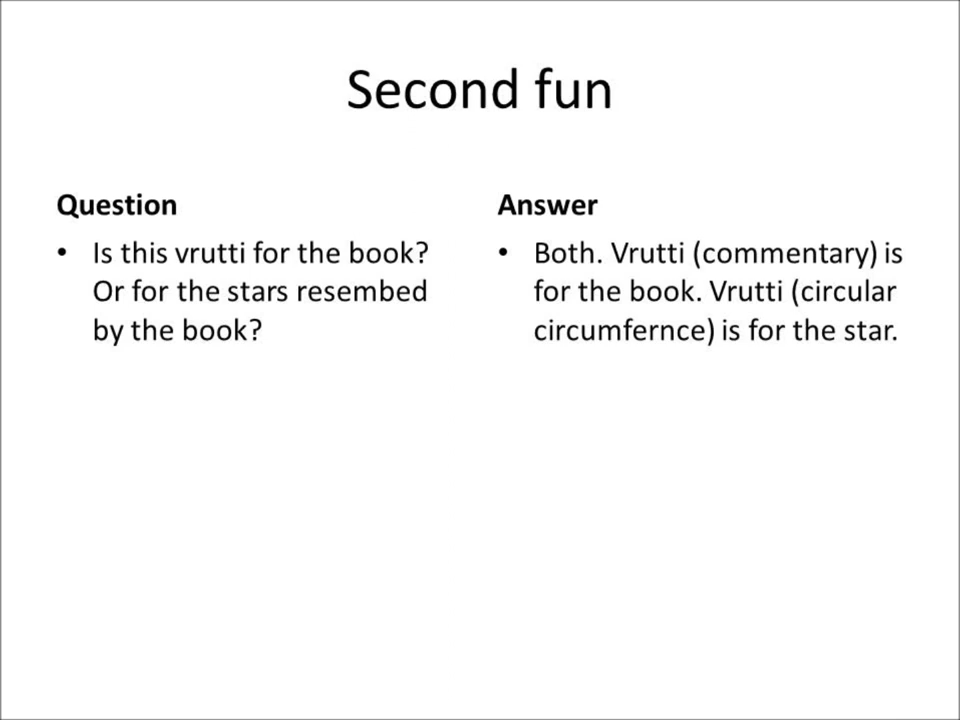 Second fun
Question
• Is this vrutti for the book?
Or for the stars resembed
by the book?
Answer
• Both. Vrutti (commentary) is
for the book. Vrutti (circular
circumfernce) is for the star.